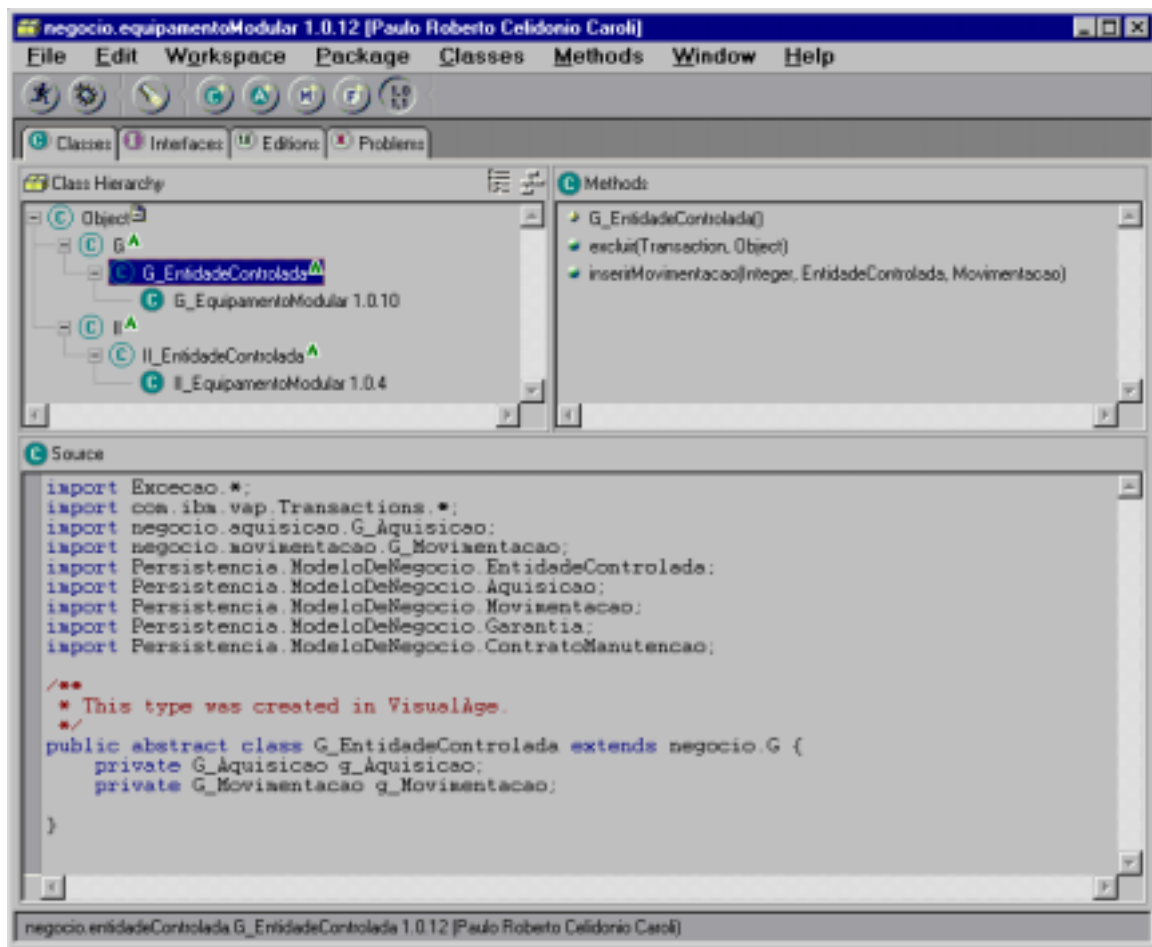 negocio.equipamentoModular 1.0.12 [Paulo Roberto Celidonio Caroli]
File Edit Workspace Package Classes Methods Window Help
Classes Interfaces Editions Problems
Class Hierarchy
Object
G
G_EntidadeControlada
G_EquipamentoModular 1.0.10
II
II_EntidadeControlada
II_EquipamentoModular 1.0.4
Methods
G_EntidadeControlada()
exclui(Transaction, Object)
inserirMovimentacao(Integer, EntidadeControlada, Movimentacao)
Source
import Excecao.*;
import com.ibm.vap.Transactions.*;
import negocio.aquisicao.G_Aquisicao;
import negocio.movimentacao.G_Movimentacao;
import Persistencia.ModeloDeNegocio.EntidadeControlada;
import Persistencia.ModeloDeNegocio.Aquisicao;
import Persistencia.ModeloDeNegocio.Movimentacao;
import Persistencia.ModeloDeNegocio.Garantia;
import Persistencia.ModeloDeNegocio.ContratoManutencao;
/**
* This type was created in VisualAge.
*/
public abstract class G_EntidadeControlada extends negocio.G {
private G_Aquisicao g_Aquisicao;
private G_Movimentacao g_Movimentacao;
}
negocio.entidadeControlada.G_EntidadeControlada 1.0.12 [Paulo Roberto Celidonio Caroli]